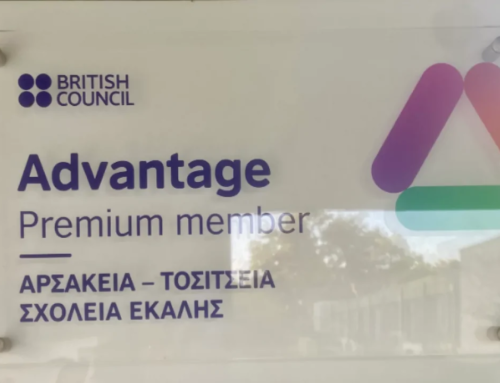 BRITISH
COUNCIL
Advantage
Premium member
ΑΡΣΑΚΕΙΑ – ΤΟΣΙΤΣΕΙΑ
ΣΧΟΛΕΙΑ ΕΚΑΛΗΣ